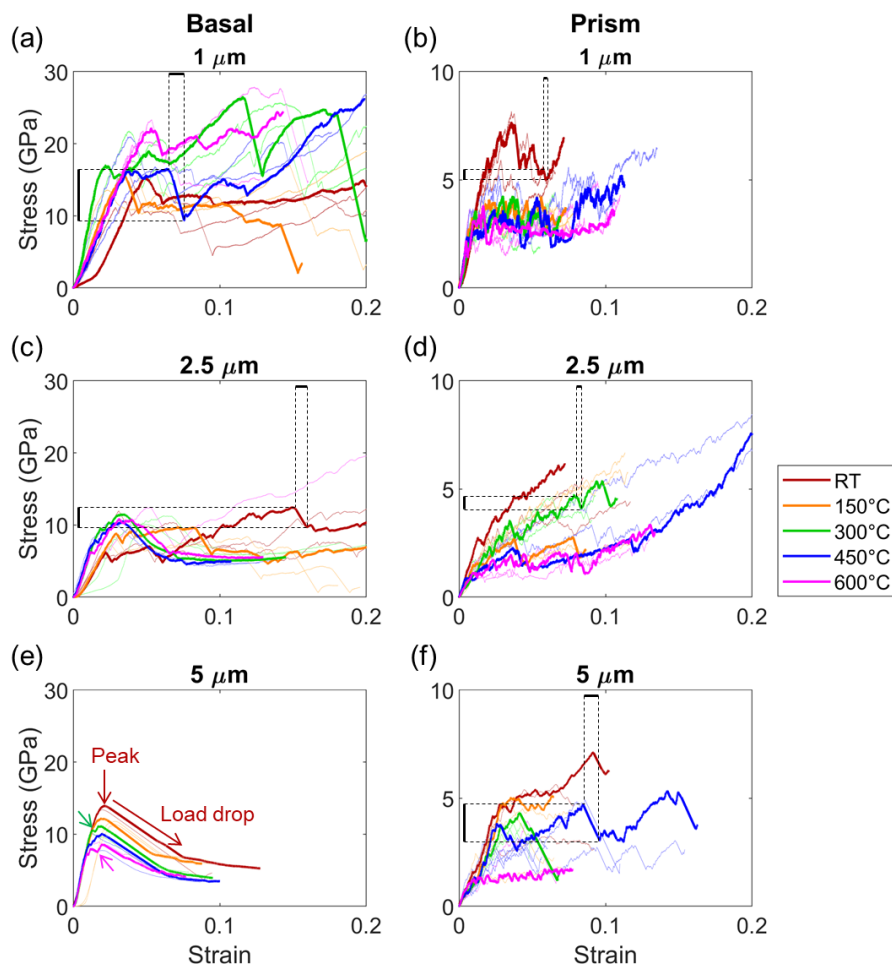 Basal
Prism
(a)
(b)
1 μm
1 μm
30
20
10
0
Stress (GPa)
0
0.1
0.2
10
5
0
0
0.1
0.2
(c)
(d)
2.5 μm
2.5 μm
30
20
10
0
Stress (GPa)
0
0.1
0.2
10
5
0
0
0.1
0.2
RT
150°C
300°C
450°C
600°C
(e)
(f)
5 μm
5 μm
30
20
10
0
Stress (GPa)
Peak
Load drop
0
0.1
0.2
Strain
10
5
0
0
0.1
0.2
Strain